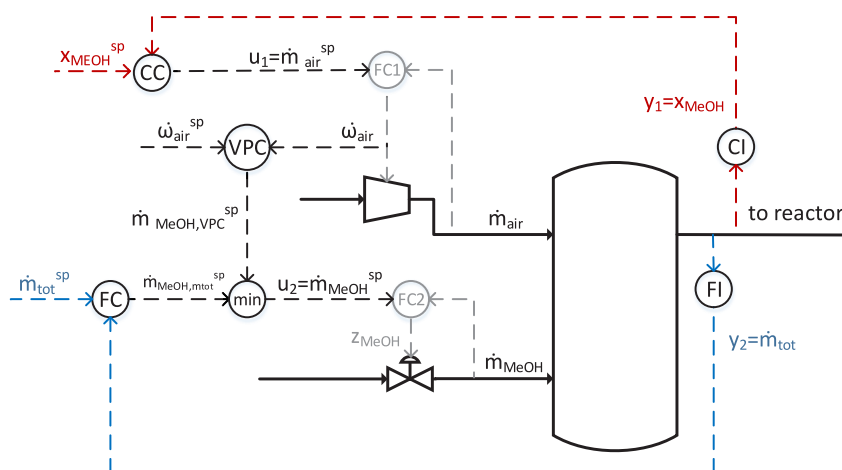 x_MEOH^sp
CC
u₁=ṁ_air^sp
FC1
y₁=x_MeOH
ω̇_air^sp
VPC
ω̇_air
CI
ṁ_MeOH,VPC^sp
ṁ_air
to reactor
ṁ_tot^sp
FC
ṁ_MeOH,mtot^sp
min
u₂=ṁ_MeOH^sp
FC2
FI
z_MeOH
y₂=ṁ_tot
ṁ_MeOH